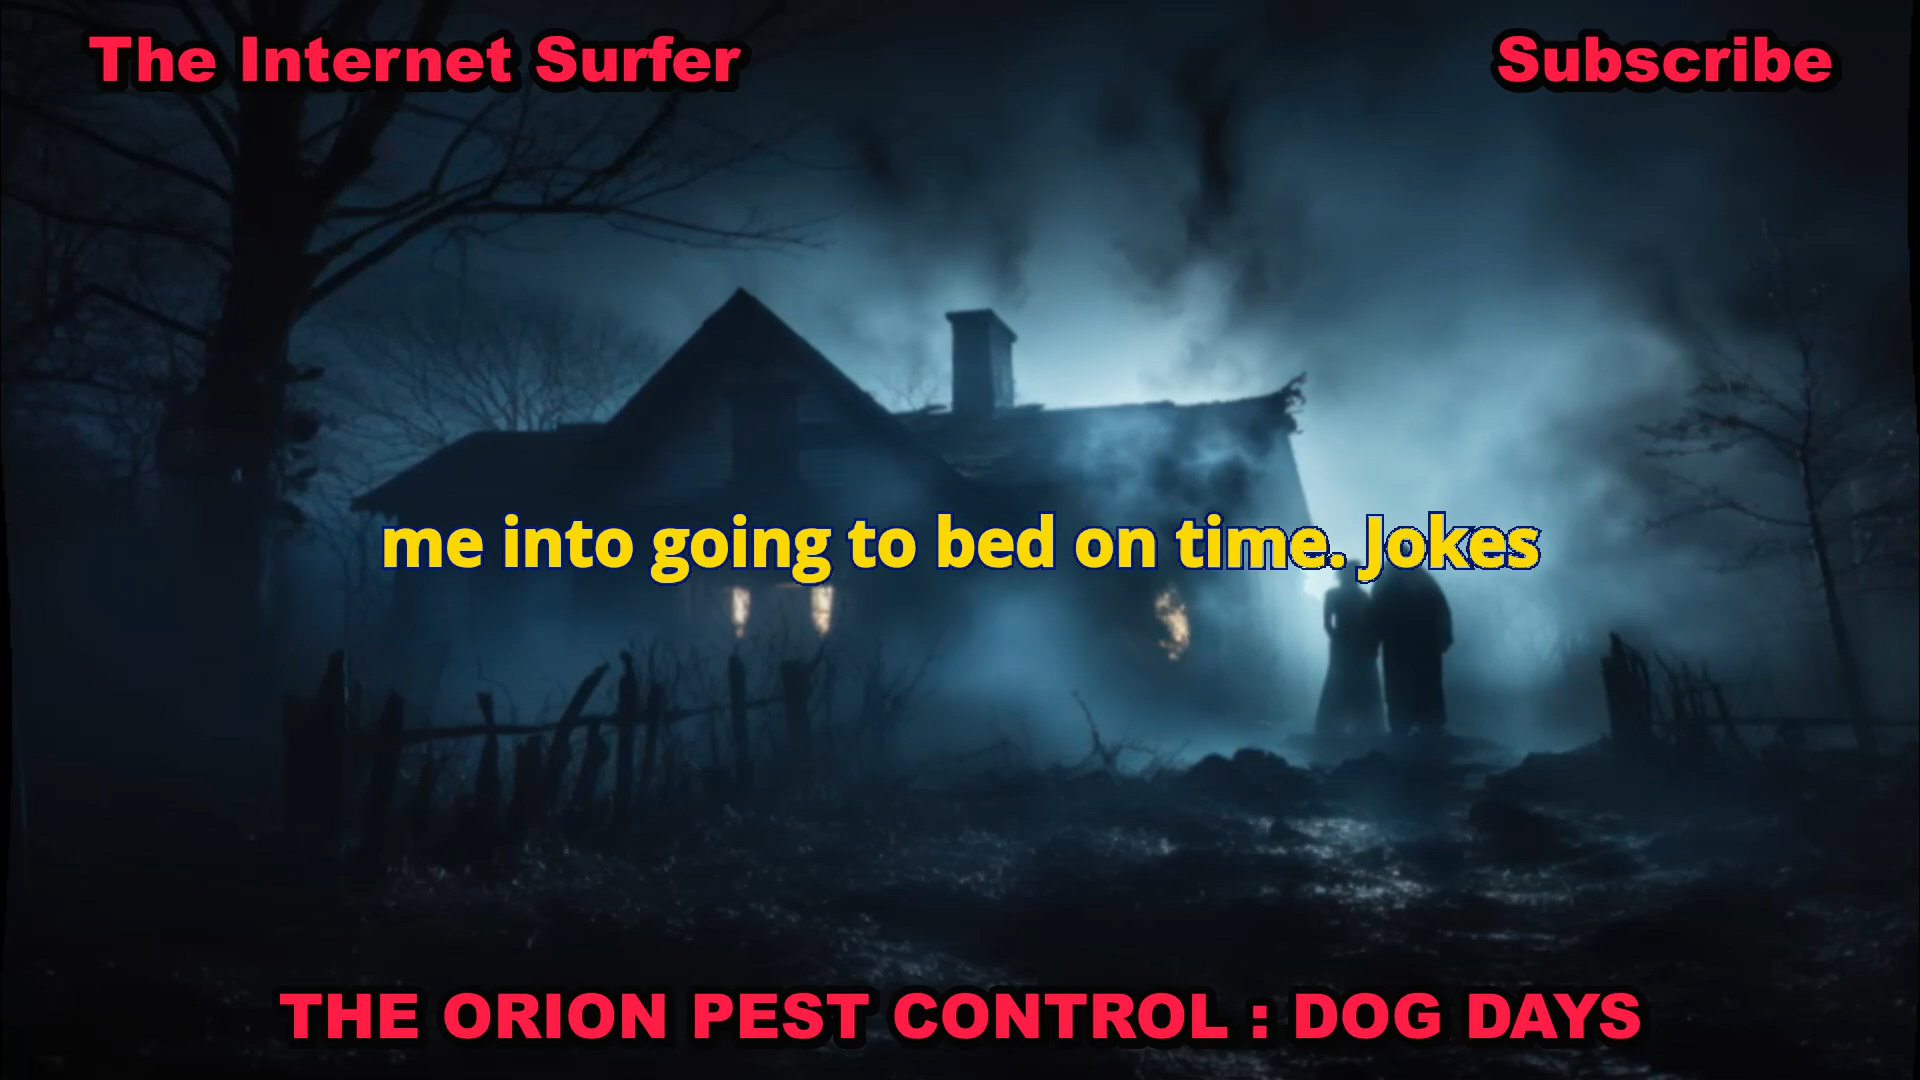 The Internet Surfer
Subscribe
me into going to bed on time. Jokes
THE ORION PEST CONTROL : DOG DAYS